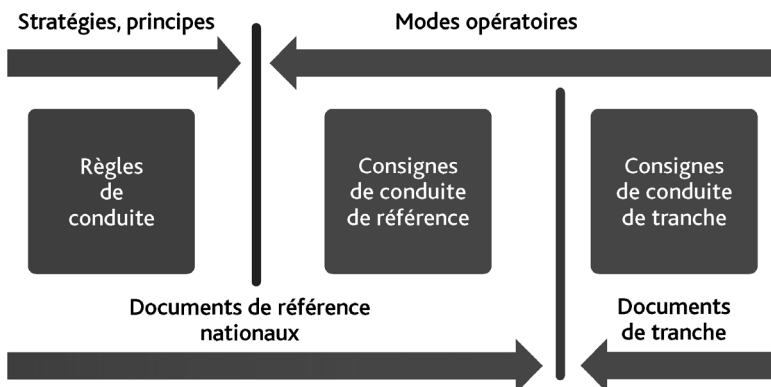 Stratégies, principes
Modes opératoires
Règles
de
conduite
Consignes
de conduite
de référence
Consignes
de conduite
de tranche
Documents de référence
nationaux
Documents
de tranche